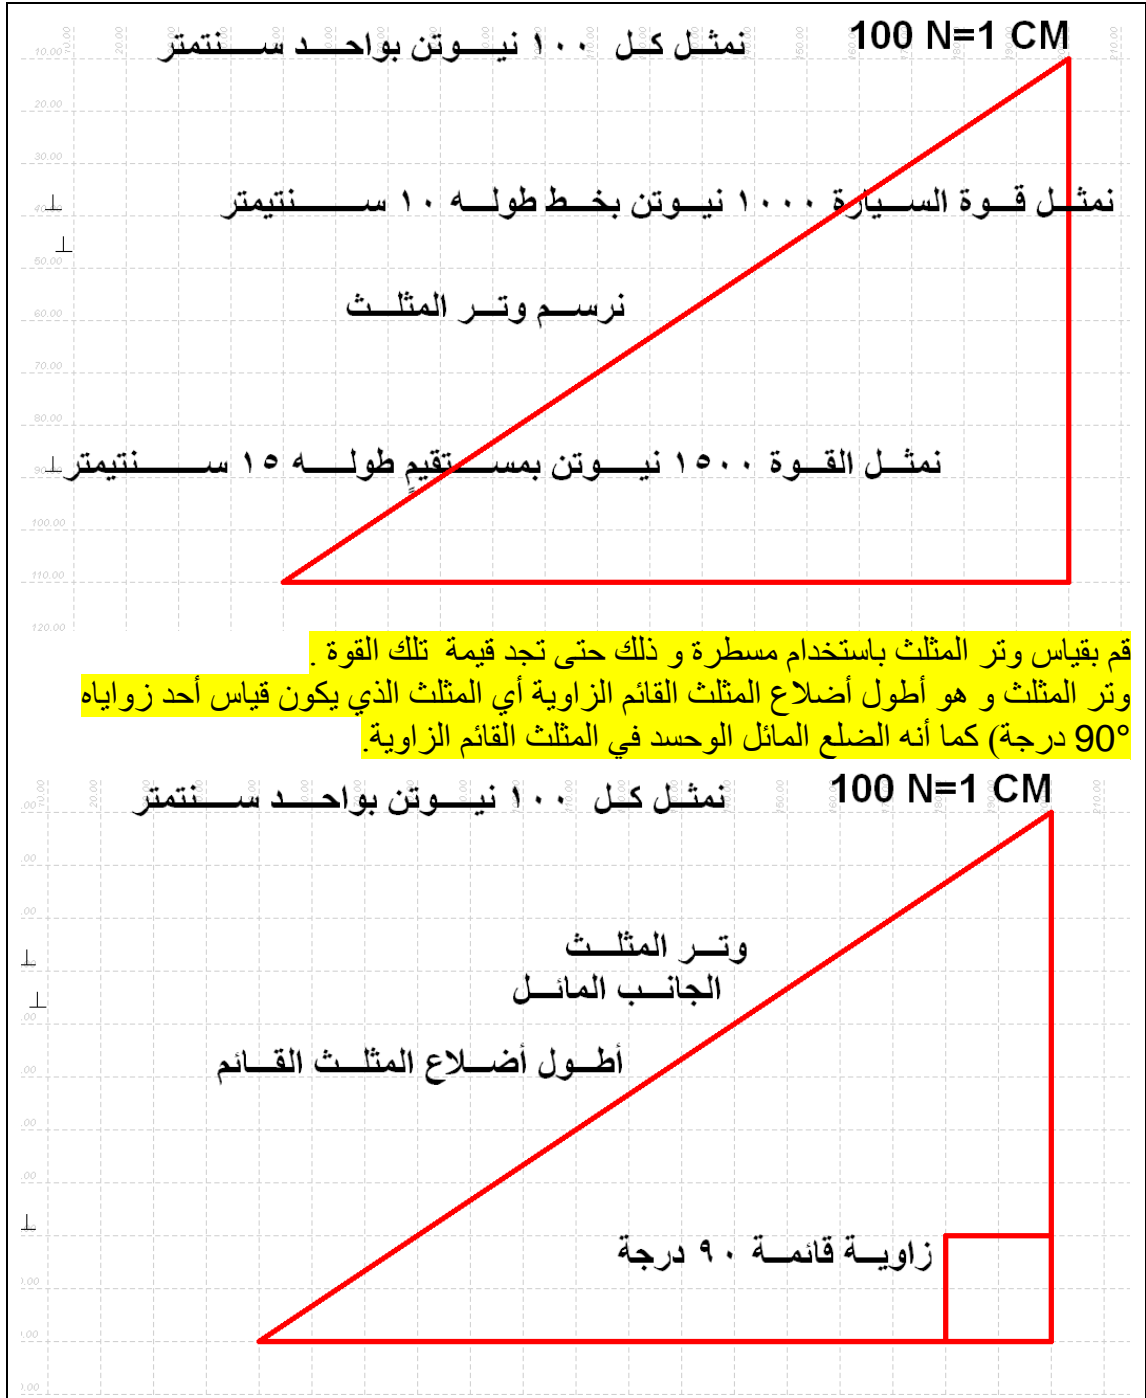 نمثل كل ١٠٠ نيوتن بواحد سنتمتر 100 N=1 CM
نمثل قوة السيارة ١٠٠٠ نيوتن بخط طوله ١٠ سنتيمتر
نرسم وتر المثلث
نمثل القوة ١٥٠٠ نيوتن بمستقيمٍ طوله ١٥ سنتيمتر
قم بقياس وتر المثلث باستخدام مسطرة و ذلك حتى تجد قيمة تلك القوة .
وتر المثلث و هو أطول أضلاع المثلث القائم الزاوية أي المثلث الذي يكون قياس أحد زواياه
90° درجة) كما أنه الضلع المائل الوحسد في المثلث القائم الزاوية.
نمثل كل ١٠٠ نيوتن بواحد سنتمتر 100 N=1 CM
وتر المثلث
الجانب المائل
أطول أضلاع المثلث القائم
زاوية قائمة ٩٠ درجة